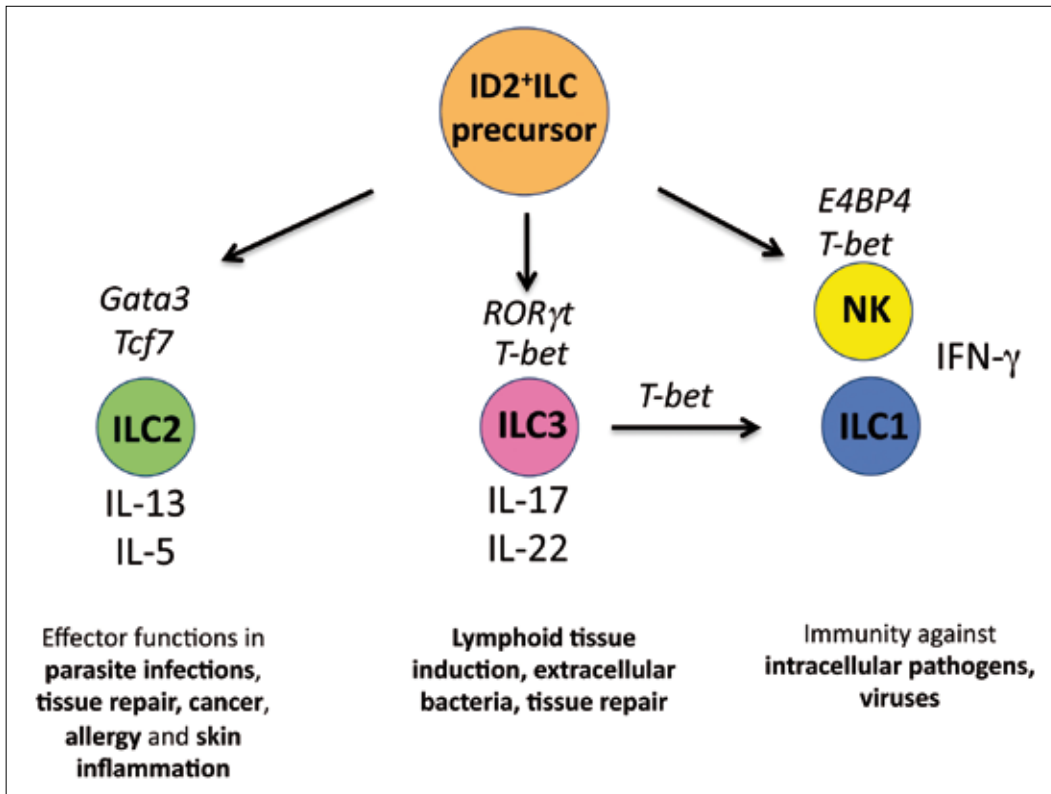 ID2⁺ILC
precursor
Gata3
Tcf7
ILC2
IL-13
IL-5
Effector functions in
parasite infections,
tissue repair, cancer,
allergy and skin
inflammation
RORγt
T-bet
ILC3
IL-17
IL-22
Lymphoid tissue
induction, extracellular
bacteria, tissue repair
T-bet
E4BP4
T-bet
NK
IFN-γ
ILC1
Immunity against
intracellular pathogens,
viruses